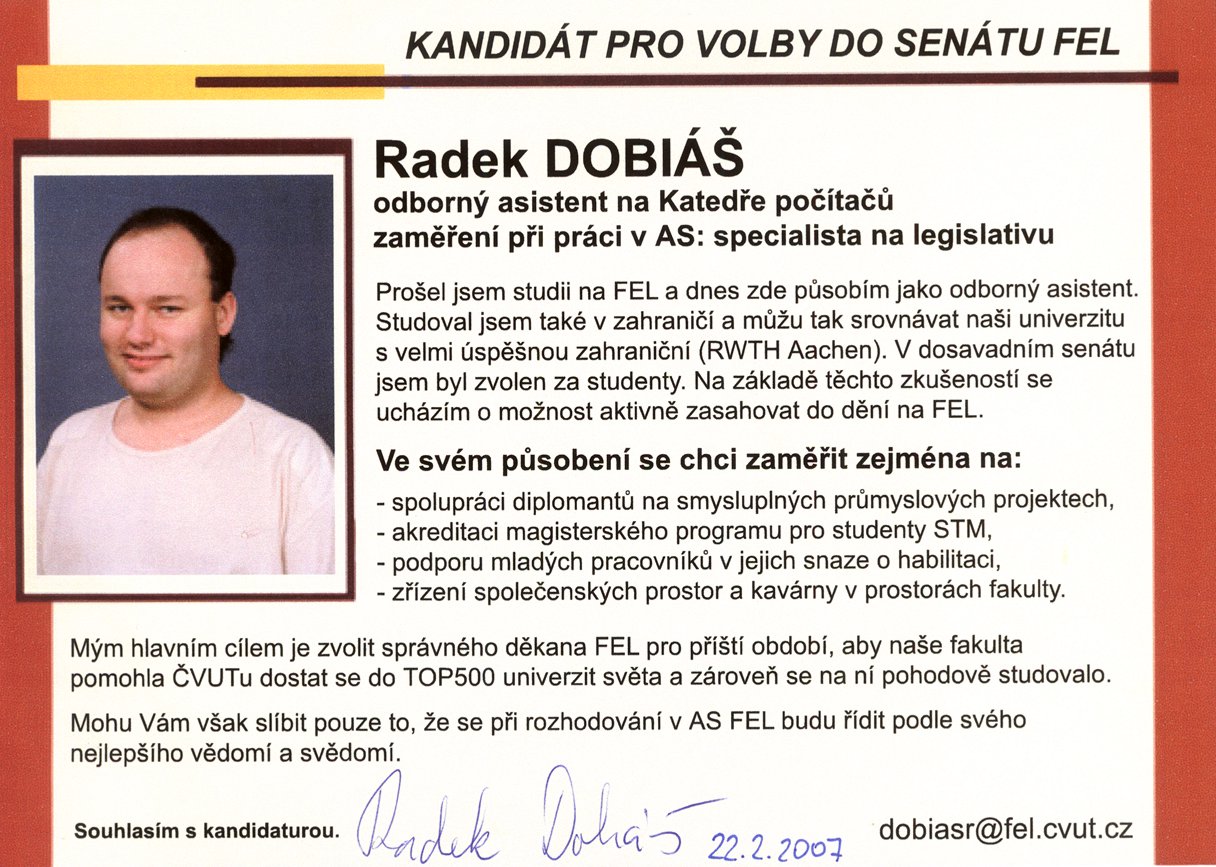 KANDIDÁT PRO VOLBY DO SENÁTU FEL
Radek DOBIÁŠ
odborný asistent na Katedře počítačů
zaměření při práci v AS: specialista na legislativu
Prošel jsem studii na FEL a dnes zde působím jako odborný asistent.
Studoval jsem také v zahraničí a můžu tak srovnávat naši univerzitu
s velmi úspěšnou zahraniční (RWTH Aachen). V dosavadním senátu
jsem byl zvolen za studenty. Na základě těchto zkušeností se
ucházím o možnost aktivně zasahovat do dění na FEL.
Ve svém působení se chci zaměřit zejména na:
- spolupráci diplomantů na smysluplných průmyslových projektech,
- akreditaci magisterského programu pro studenty STM,
- podporu mladých pracovníků v jejich snaze o habilitaci,
- zřízení společenských prostor a kavárny v prostorách fakulty.
Mým hlavním cílem je zvolit správného děkana FEL pro příští období, aby naše fakulta
pomohla ČVUTu dostat se do TOP500 univerzit světa a zároveň se na ní pohodově studovalo.
Mohu Vám však slíbit pouze to, že se při rozhodování v AS FEL budu řídit podle svého
nejlepšího vědomí a svědomí.
Souhlasím s kandidaturou. Radek Dobiáš 22.2.2007 dobiasr@fel.cvut.cz